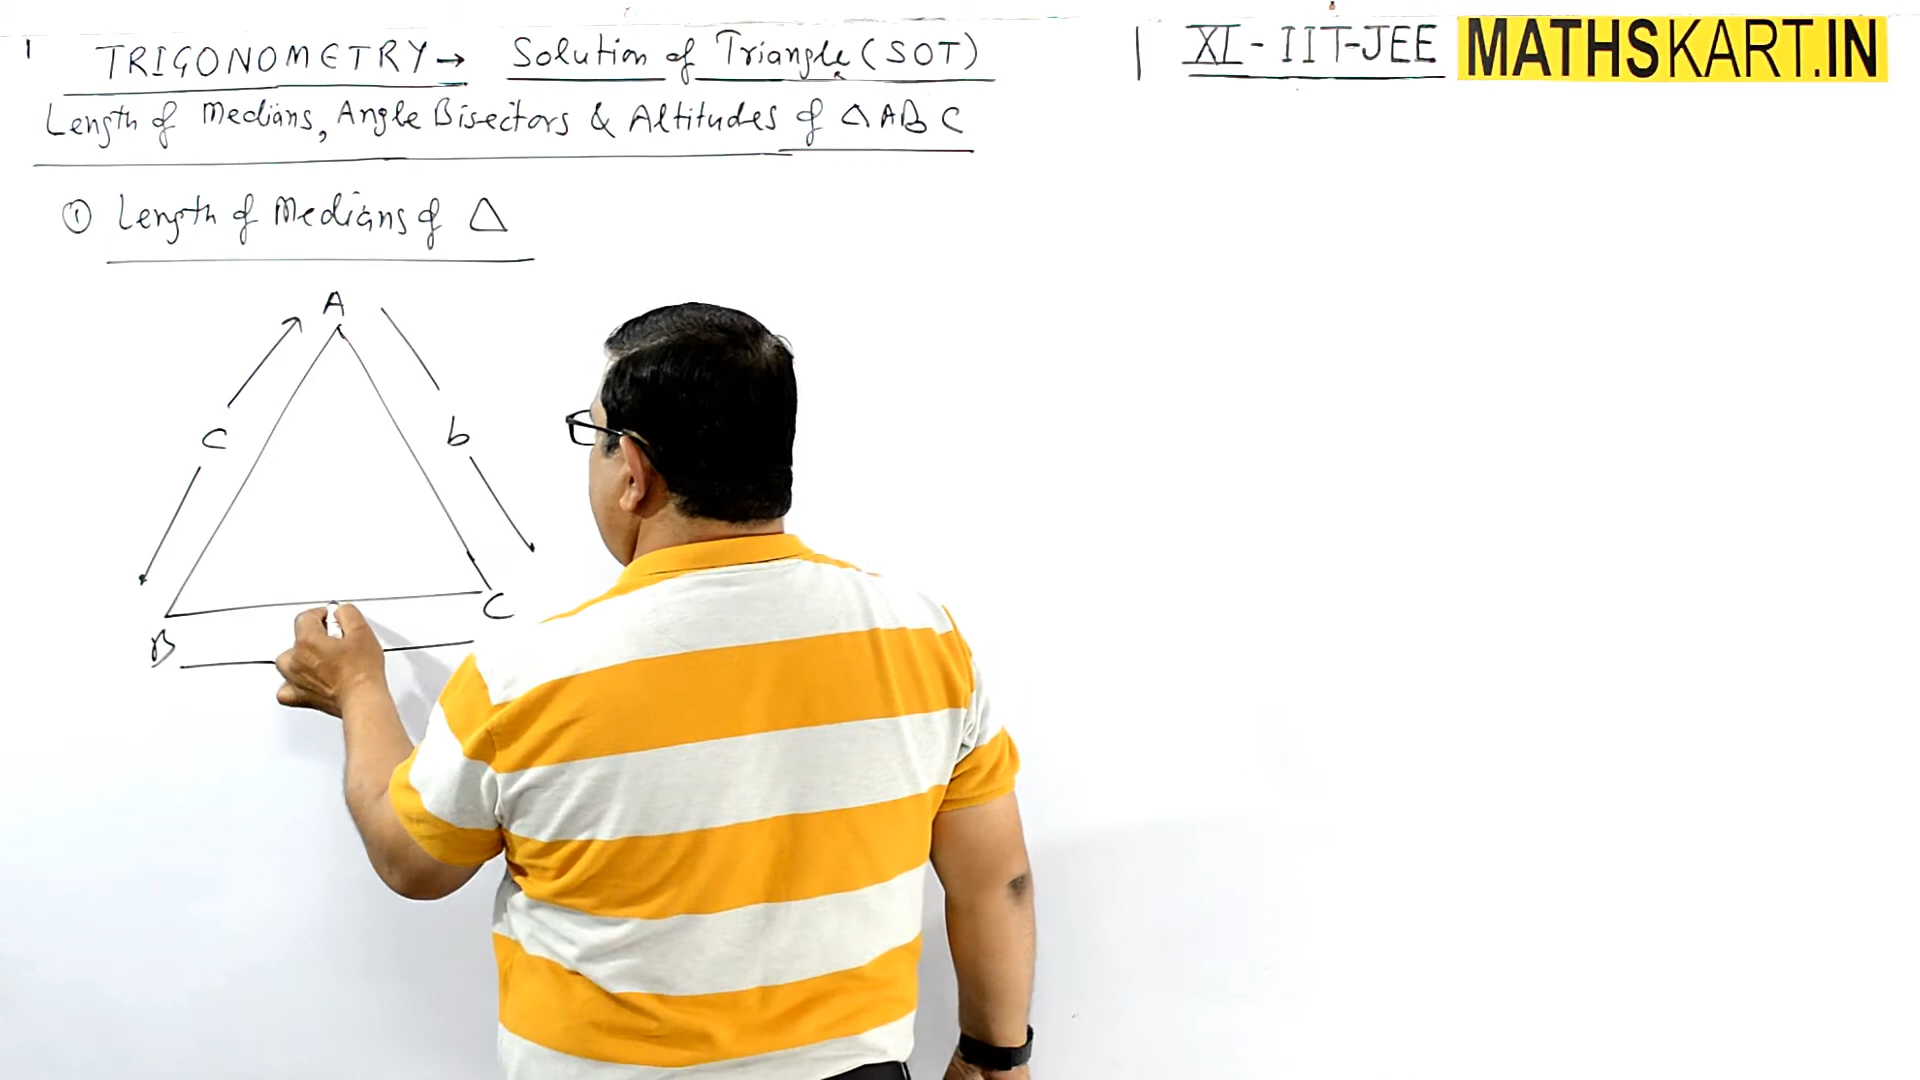 1 TRIGONOMETRY → Solution of Triangle (SOT) | XI - IIT-JEE MATHSKART.IN
Length of Medians, Angle Bisectors & Altitudes of △ABC
① Length of Medians of △
A
c b
B C